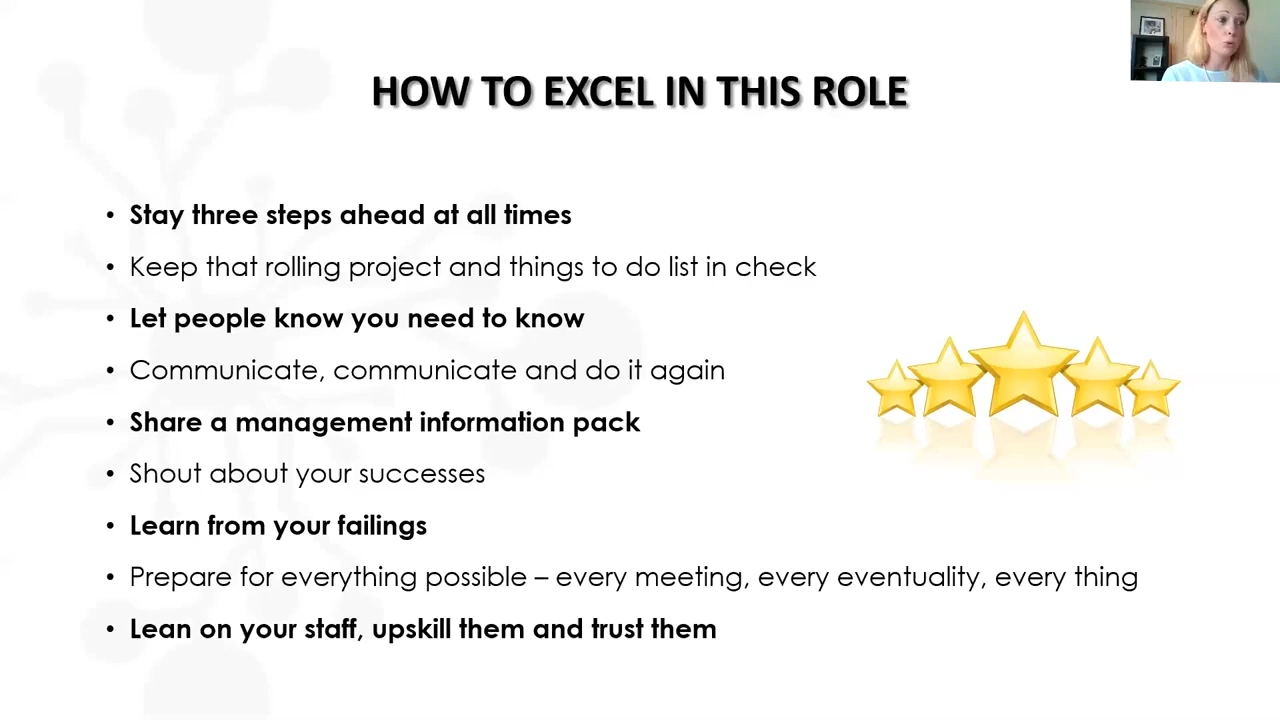 HOW TO EXCEL IN THIS ROLE
• Stay three steps ahead at all times
• Keep that rolling project and things to do list in check
• Let people know you need to know
• Communicate, communicate and do it again
• Share a management information pack
• Shout about your successes
• Learn from your failings
• Prepare for everything possible – every meeting, every eventuality, every thing
• Lean on your staff, upskill them and trust them